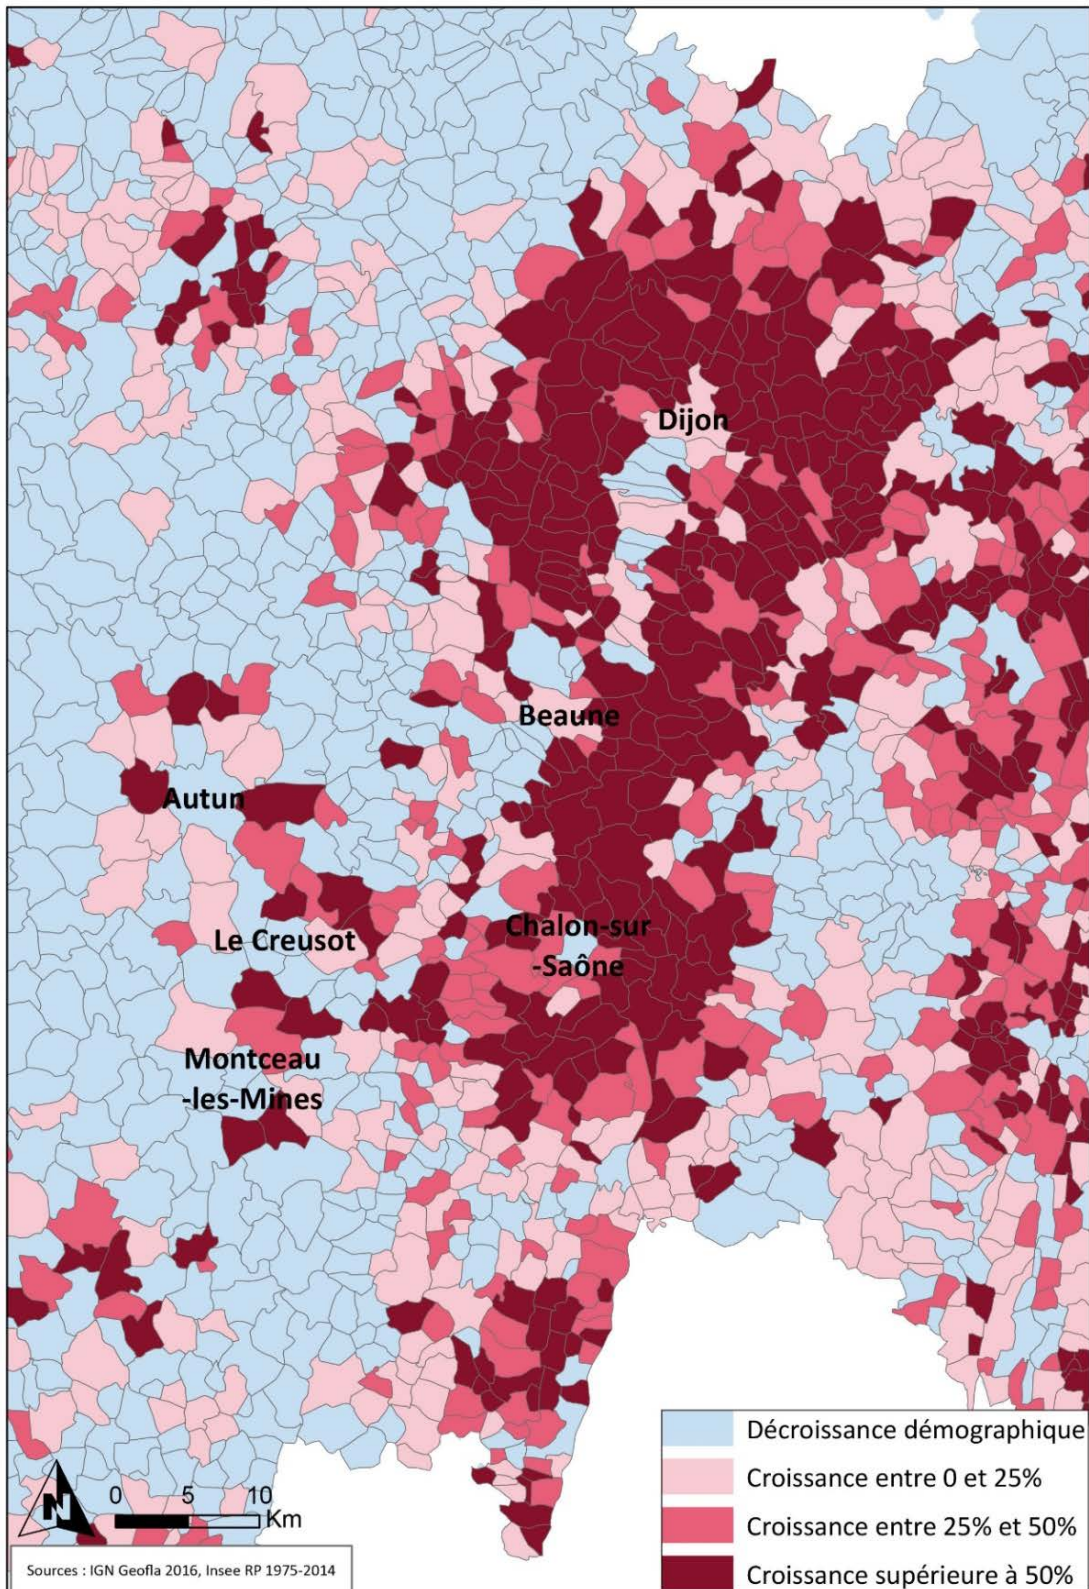 Dijon
Beaune
Autun
Chalon-sur
-Saône
Le Creusot
Montceau
-les-Mines
N
0 5 10
Km
Sources : IGN Geofla 2016, Insee RP 1975-2014
Décroissance démographique
Croissance entre 0 et 25%
Croissance entre 25% et 50%
Croissance supérieure à 50%